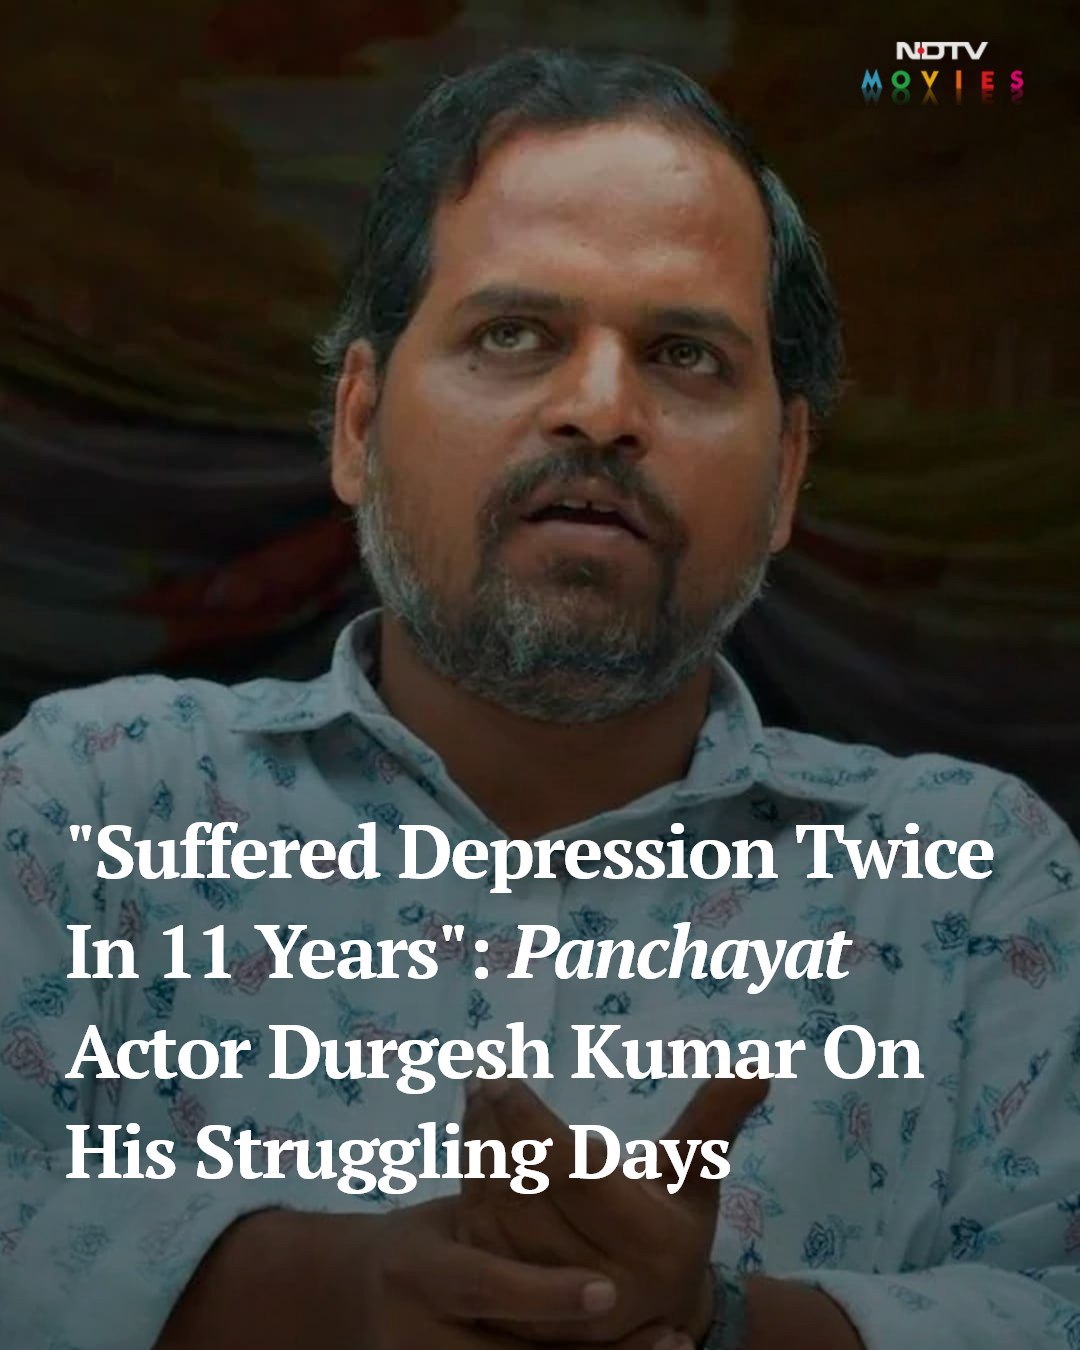 NDTV
MOVIES
"Suffered Depression Twice
In 11 Years": Panchayat
Actor Durgesh Kumar On
His Struggling Days